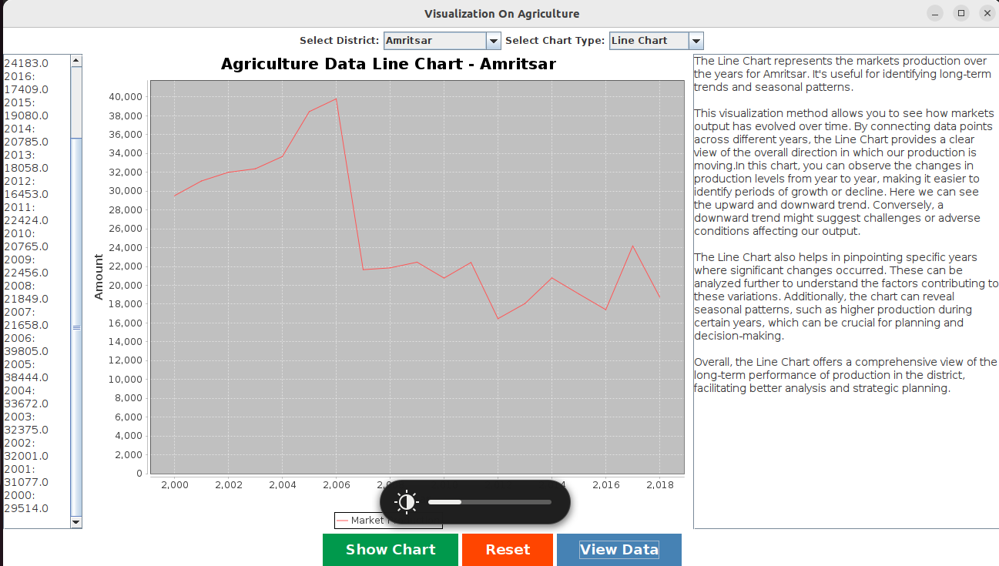 Visualization On Agriculture
Select District: Amritsar Select Chart Type: Line Chart
24183.0
2016:
17409.0
2015:
19080.0
2014:
20785.0
2013:
18058.0
2012:
16453.0
2011:
22424.0
2010:
20765.0
2009:
22456.0
2008:
21849.0
2007:
21658.0
2006:
39805.0
2005:
38444.0
2004:
33672.0
2003:
32375.0
2002:
32001.0
2001:
31077.0
2000:
29514.0
Agriculture Data Line Chart - Amritsar
Amount
40,000
38,000
36,000
34,000
32,000
30,000
28,000
26,000
24,000
22,000
20,000
18,000
16,000
14,000
12,000
10,000
8,000
6,000
4,000
2,000
0
2,000 2,002 2,004 2,006 2,016 2,018
Market
The Line Chart represents the markets production over
the years for Amritsar. It's useful for identifying long-term
trends and seasonal patterns.
This visualization method allows you to see how markets
output has evolved over time. By connecting data points
across different years, the Line Chart provides a clear
view of the overall direction in which our production is
moving.In this chart, you can observe the changes in
production levels from year to year, making it easier to
identify periods of growth or decline. Here we can see
the upward and downward trend. Conversely, a
downward trend might suggest challenges or adverse
conditions affecting our output.
The Line Chart also helps in pinpointing specific years
where significant changes occurred. These can be
analyzed further to understand the factors contributing to
these variations. Additionally, the chart can reveal
seasonal patterns, such as higher production during
certain years, which can be crucial for planning and
decision-making.
Overall, the Line Chart offers a comprehensive view of the
long-term performance of production in the district,
facilitating better analysis and strategic planning.
Show Chart Reset View Data